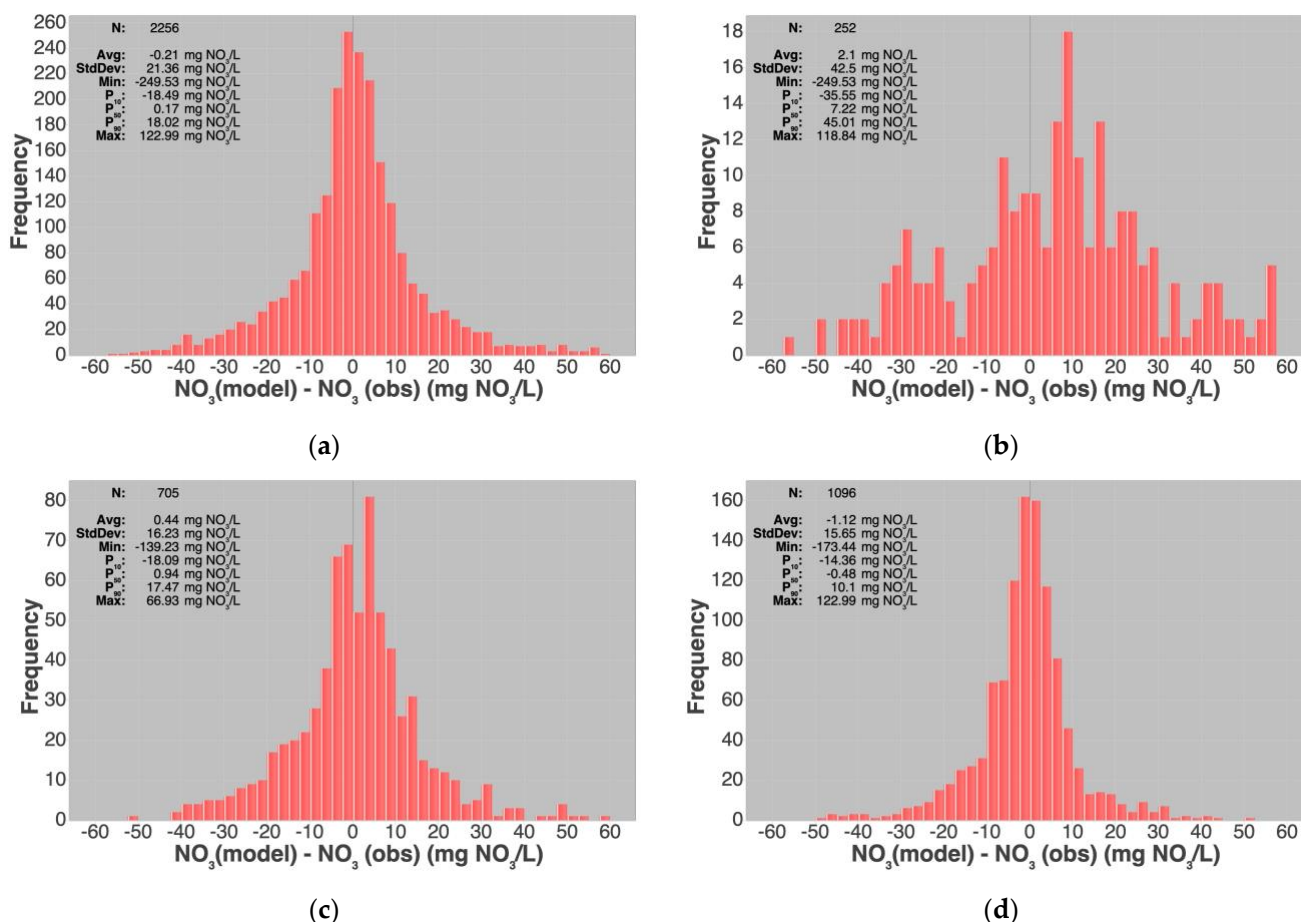 N: 2256
Avg: -0.21 mg NO₃/L
StdDev: 21.36 mg NO₃/L
Min: -249.53 mg NO₃/L
P₁₀: -18.49 mg NO₃/L
P₅₀: 0.17 mg NO₃/L
P₉₀: 18.02 mg NO₃/L
Max: 122.99 mg NO₃/L
Frequency
260
240
220
200
180
160
140
120
100
80
60
40
20
0
-60 -50 -40 -30 -20 -10 0 10 20 30 40 50 60
NO₃(model) - NO₃ (obs) (mg NO₃/L)
(a)
N: 252
Avg: 2.1 mg NO₃/L
StdDev: 42.5 mg NO₃/L
Min: -249.53 mg NO₃/L
P₁₀: -35.55 mg NO₃/L
P₅₀: 7.22 mg NO₃/L
P₉₀: 45.01 mg NO₃/L
Max: 118.84 mg NO₃/L
Frequency
18
16
14
12
10
8
6
4
2
0
-60 -50 -40 -30 -20 -10 0 10 20 30 40 50 60
NO₃(model) - NO₃ (obs) (mg NO₃/L)
(b)
N: 705
Avg: 0.44 mg NO₃/L
StdDev: 16.23 mg NO₃/L
Min: -139.23 mg NO₃/L
P₁₀: -18.09 mg NO₃/L
P₅₀: 0.94 mg NO₃/L
P₉₀: 17.47 mg NO₃/L
Max: 66.93 mg NO₃/L
Frequency
80
70
60
50
40
30
20
10
0
-60 -50 -40 -30 -20 -10 0 10 20 30 40 50 60
NO₃(model) - NO₃ (obs) (mg NO₃/L)
(c)
N: 1096
Avg: -1.12 mg NO₃/L
StdDev: 15.65 mg NO₃/L
Min: -173.44 mg NO₃/L
P₁₀: -14.36 mg NO₃/L
P₅₀: -0.48 mg NO₃/L
P₉₀: 10.1 mg NO₃/L
Max: 122.99 mg NO₃/L
Frequency
160
140
120
100
80
60
40
20
0
-60 -50 -40 -30 -20 -10 0 10 20 30 40 50 60
NO₃(model) - NO₃ (obs) (mg NO₃/L)
(d)